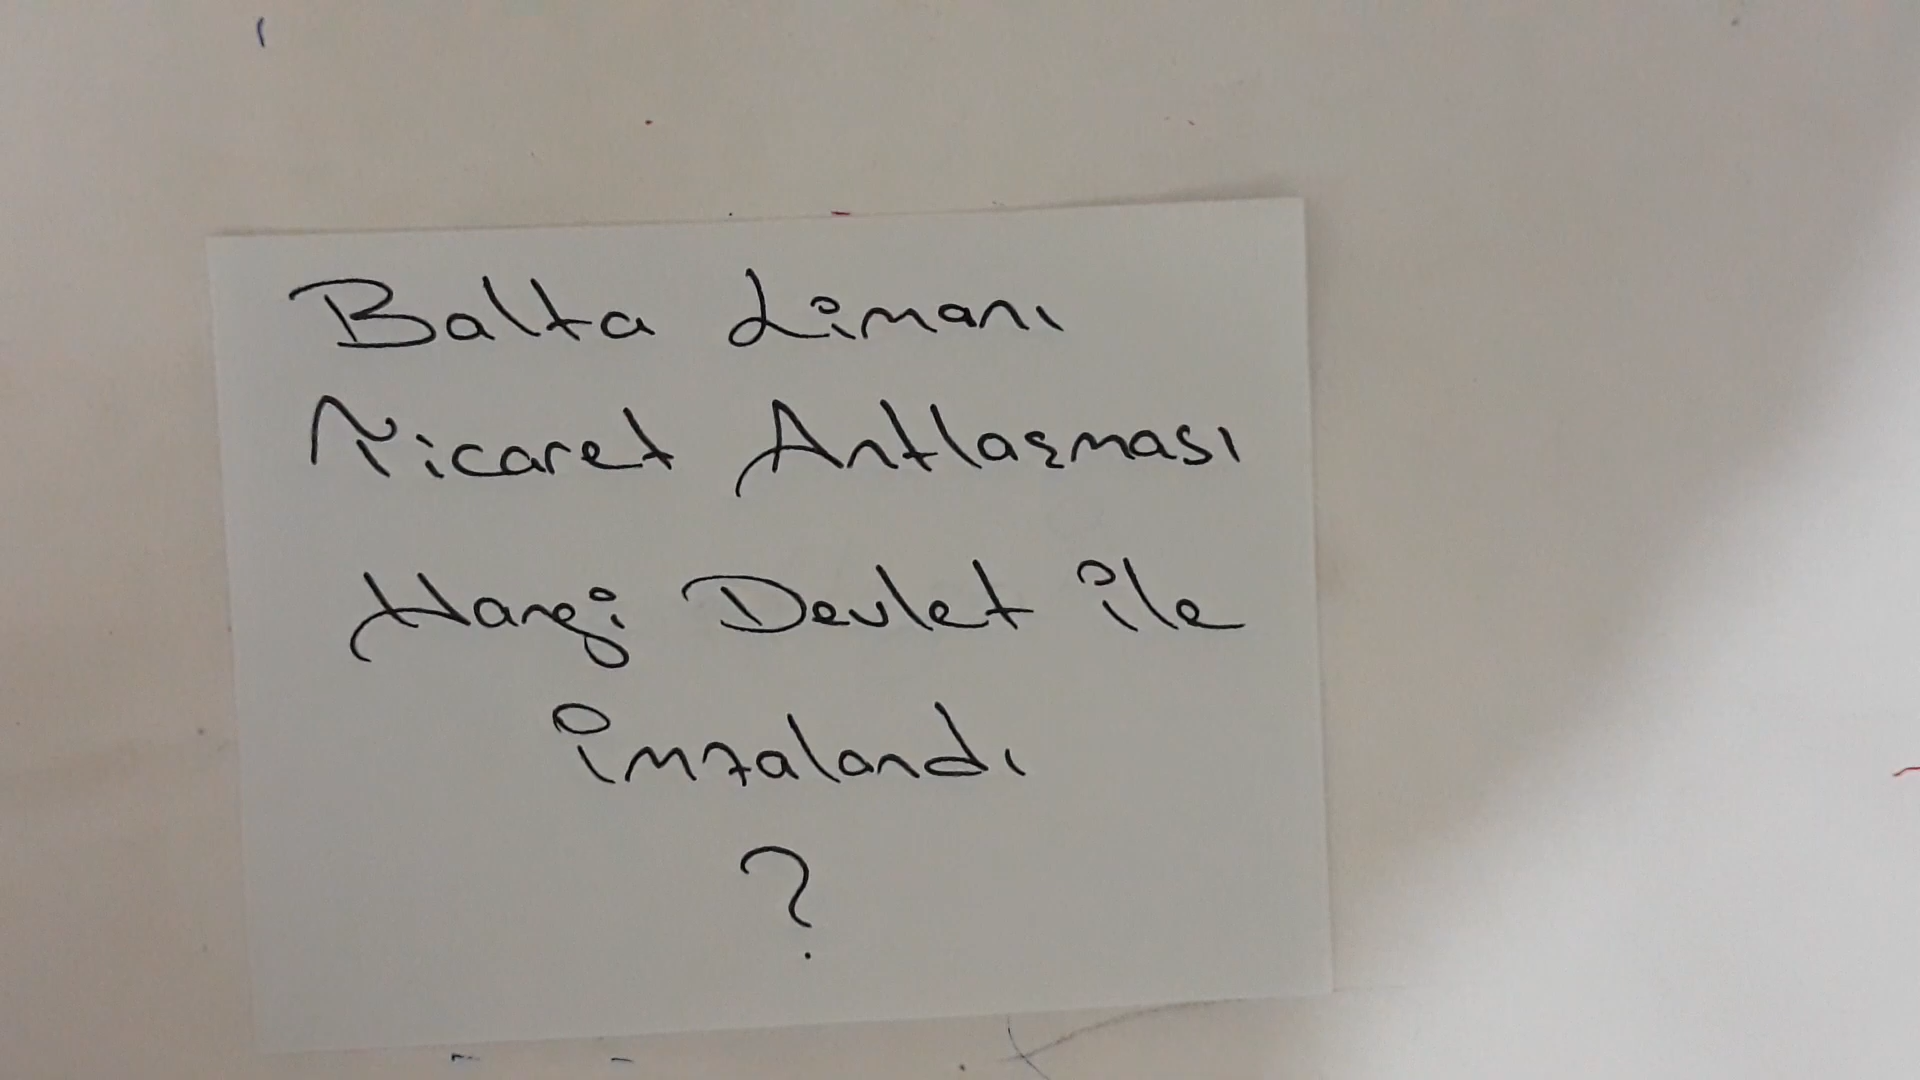 Balta Limanı
Ticaret Antlaşması
Hangi Devlet ile
imzalandı
?